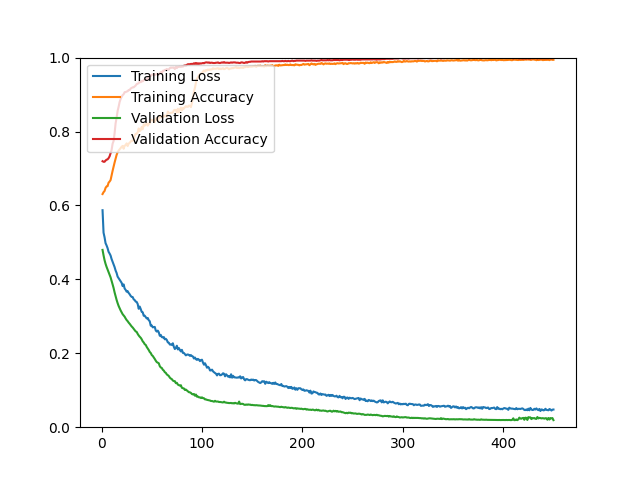 1.0
0.8
0.6
0.4
0.2
0.0
Training Loss
Training Accuracy
Validation Loss
Validation Accuracy
0 100 200 300 400